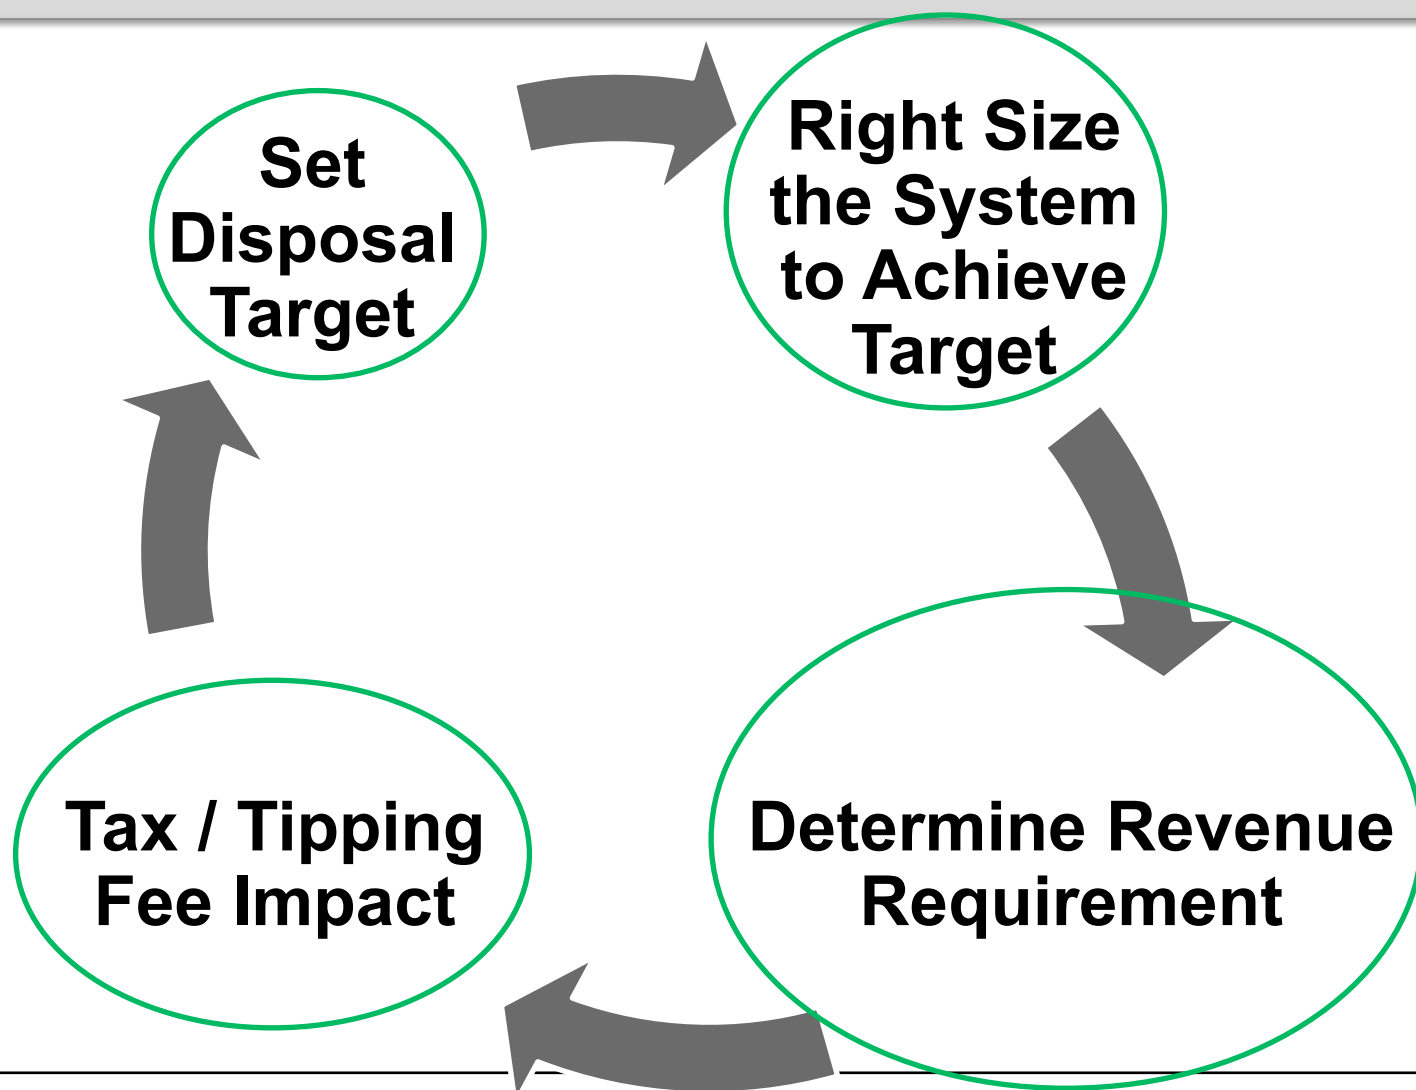 Set
Disposal
Target
Right Size
the System
to Achieve
Target
Determine Revenue
Requirement
Tax / Tipping
Fee Impact